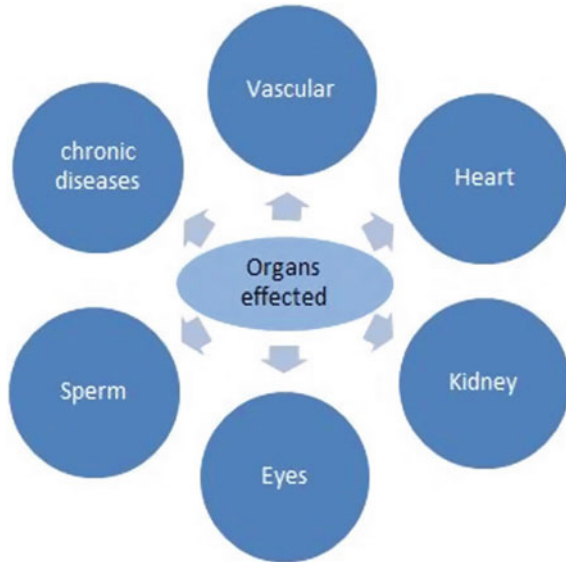 Vascular
chronic
diseases
Heart
Organs
effected
Sperm
Kidney
Eyes